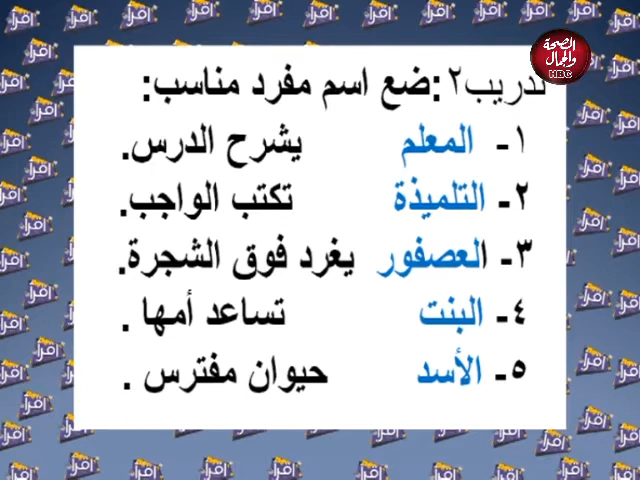 الصحة
والجمال
HBC
تدريب٢ :ضع اسم مفرد مناسب:
١- المعلم يشرح الدرس.
٢- التلميذة تكتب الواجب.
٣- العصفور يغرد فوق الشجرة.
٤- البنت تساعد أمها .
٥- الأسد حيوان مفترس .
اقرأ